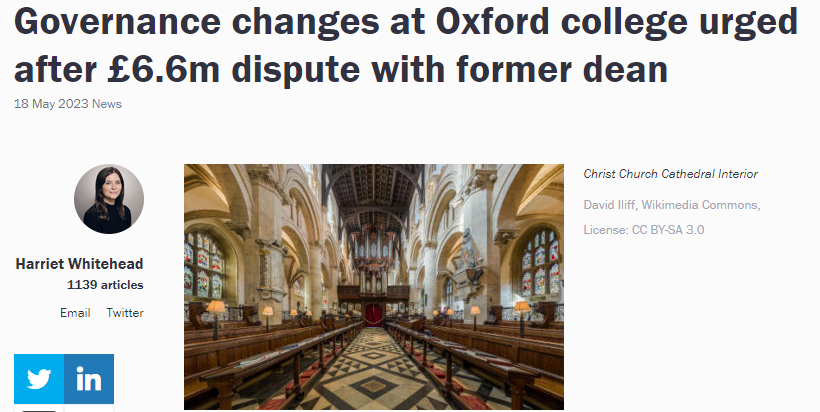 Governance changes at Oxford college urged
after £6.6m dispute with former dean
18 May 2023 News
Christ Church Cathedral Interior
David Iliff, Wikimedia Commons,
License: CC BY-SA 3.0
Harriet Whitehead
1139 articles
Email Twitter
in